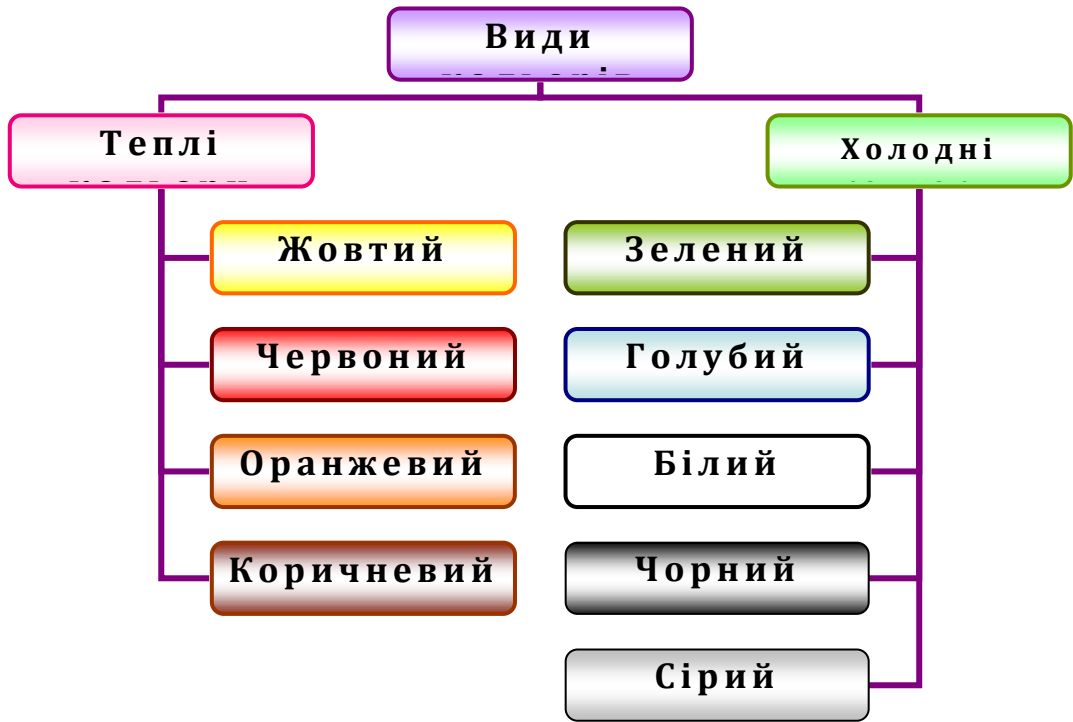 Види
Теплі
Холодні
Жовтий
Зелений
Червоний
Голубий
Оранжевий
Білий
Коричневий
Чорний
Сірий